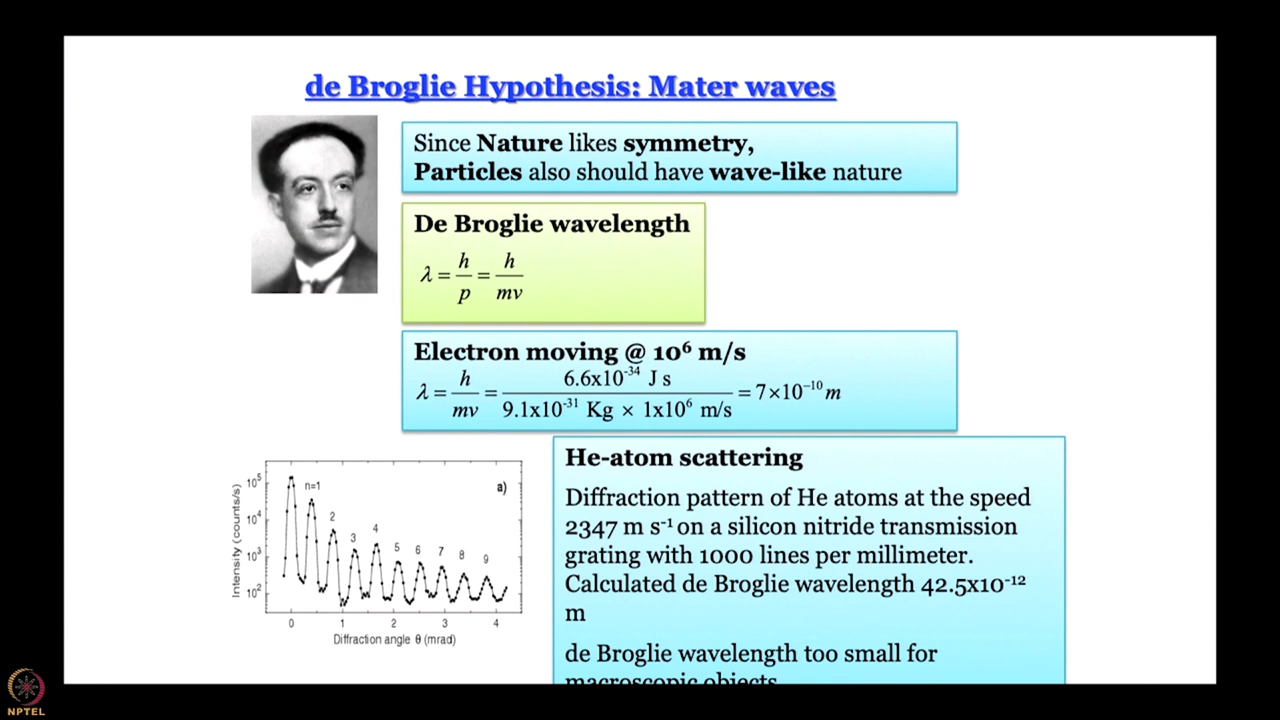 de Broglie Hypothesis: Mater waves
Since Nature likes symmetry,
Particles also should have wave-like nature
De Broglie wavelength
λ = h/p = h/mv
Electron moving @ 10⁶ m/s
λ = h/mv = 6.6x10⁻³⁴ J s / 9.1x10⁻³¹ Kg × 1x10⁶ m/s = 7×10⁻¹⁰ m
He-atom scattering
Diffraction pattern of He atoms at the speed
2347 m s⁻¹ on a silicon nitride transmission
grating with 1000 lines per millimeter.
Calculated de Broglie wavelength 42.5x10⁻¹²
m
de Broglie wavelength too small for
macroscopic objects
Intensity (counts/s)
10⁵
10⁴
10³
10²
n=1 2 3 4 5 6 7 8 9
a)
0 1 2 3 4
Diffraction angle θ (mrad)
NPTEL